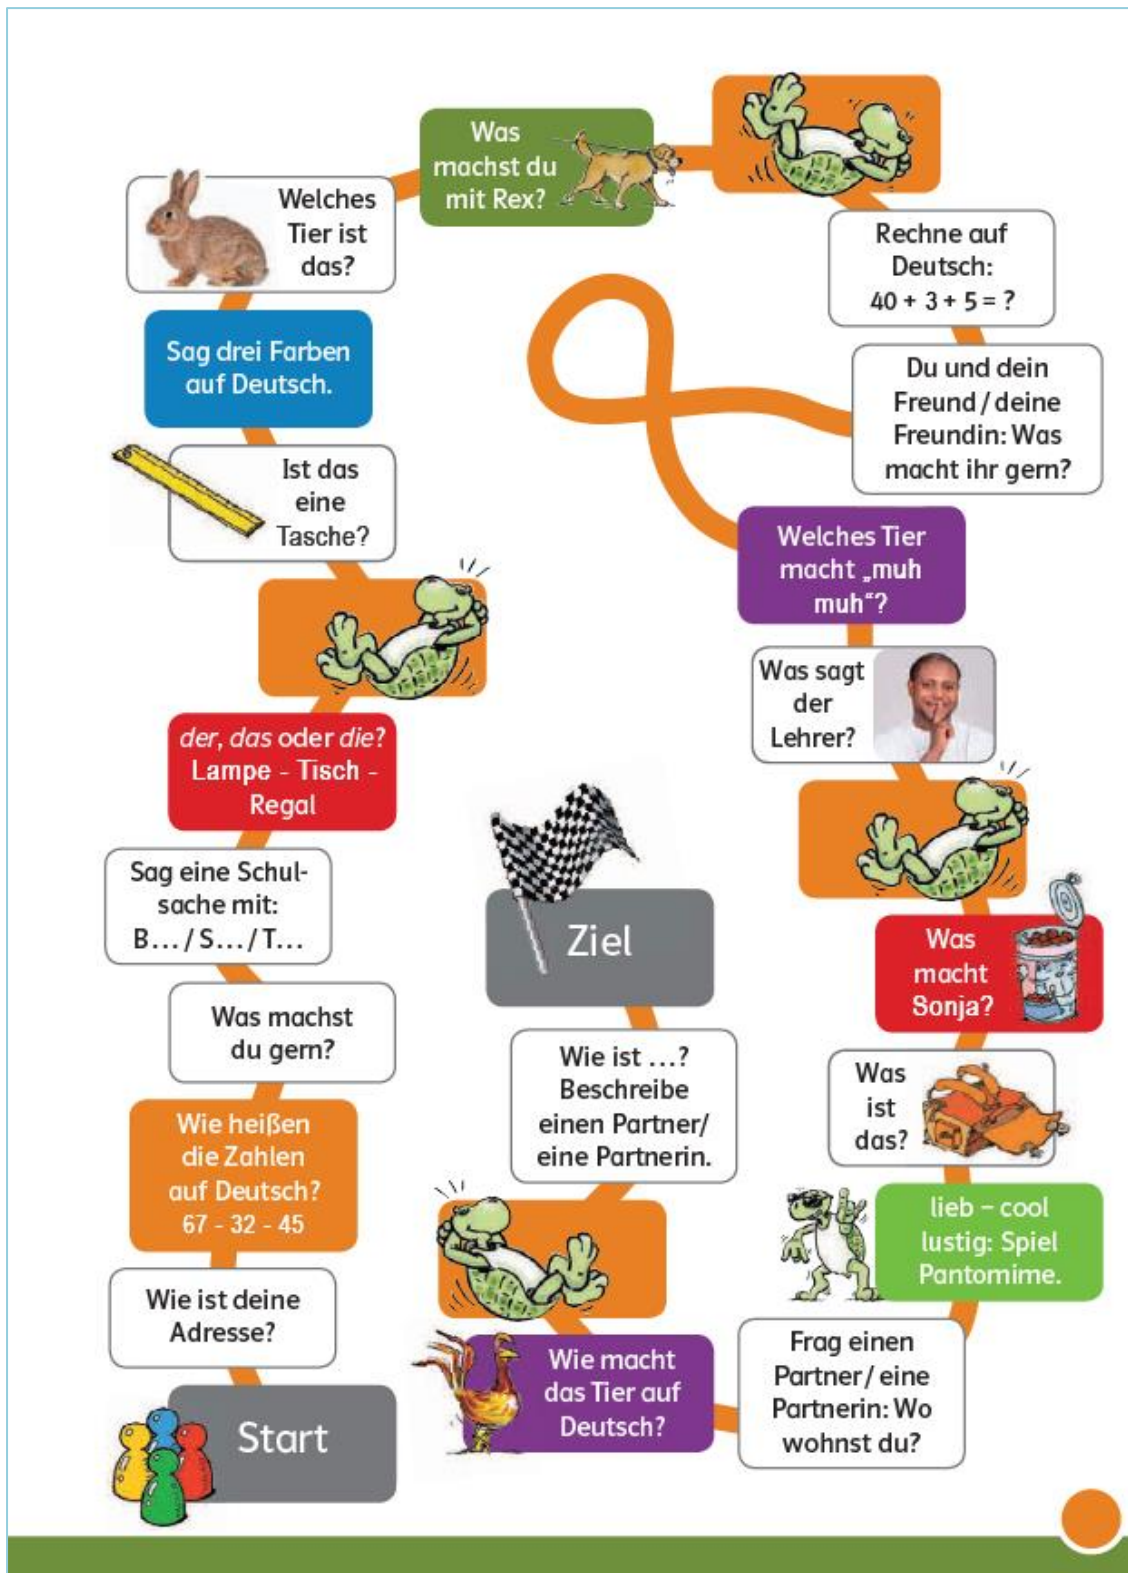 Start
Wie ist deine
Adresse?
Wie heißen
die Zahlen
auf Deutsch?
67 - 32 - 45
Was machst
du gern?
Sag eine Schul-
sache mit:
B... / S... / T...
der, das oder die?
Lampe - Tisch -
Regal
Ist das
eine
Tasche?
Sag drei Farben
auf Deutsch.
Welches
Tier ist
das?
Was
machst du
mit Rex?
Rechne auf
Deutsch:
40 + 3 + 5 = ?
Du und dein
Freund / deine
Freundin: Was
macht ihr gern?
Welches Tier
macht „muh
muh“?
Was sagt
der
Lehrer?
Was
macht
Sonja?
Was
ist
das?
lieb – cool
lustig: Spiel
Pantomime.
Frag einen
Partner / eine
Partnerin: Wo
wohnst du?
Wie macht
das Tier auf
Deutsch?
Wie ist ...?
Beschreibe
einen Partner/
eine Partnerin.
Ziel